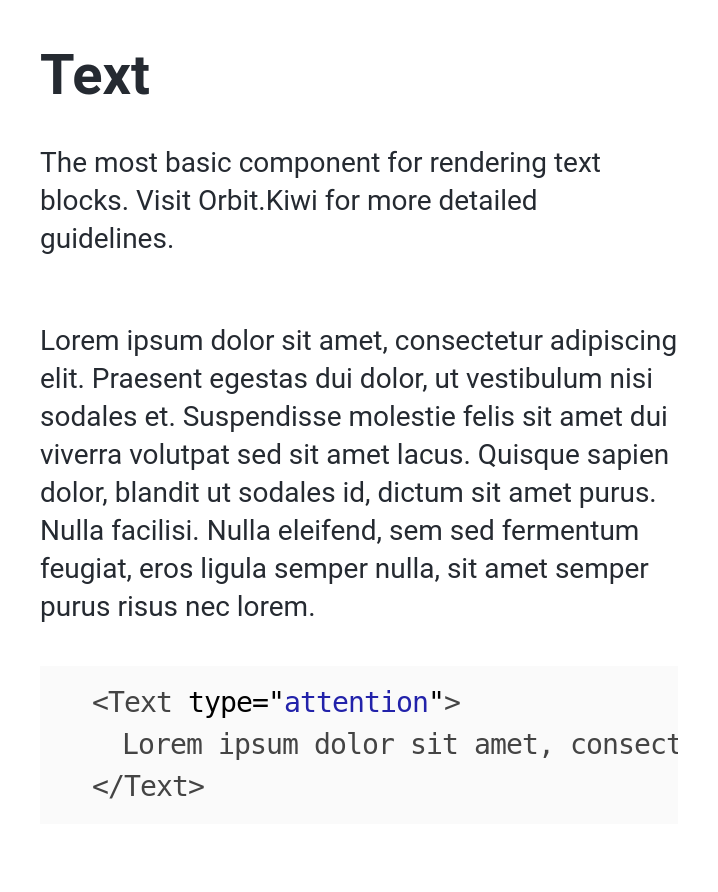 Text
The most basic component for rendering text
blocks. Visit Orbit.Kiwi for more detailed
guidelines.
Lorem ipsum dolor sit amet, consectetur adipiscing
elit. Praesent egestas dui dolor, ut vestibulum nisi
sodales et. Suspendisse molestie felis sit amet dui
viverra volutpat sed sit amet lacus. Quisque sapien
dolor, blandit ut sodales id, dictum sit amet purus.
Nulla facilisi. Nulla eleifend, sem sed fermentum
feugiat, eros ligula semper nulla, sit amet semper
purus risus nec lorem.
<Text type="attention">
Lorem ipsum dolor sit amet, consect
</Text>